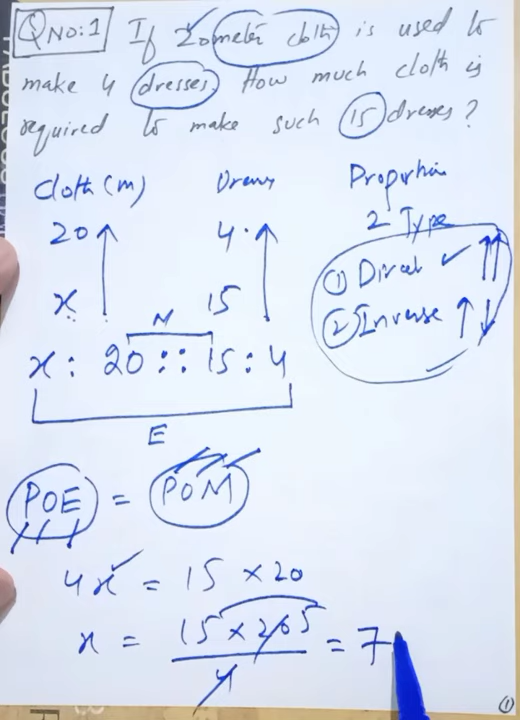 Q NO:1 If 20 meter cloth is used to
make 4 dresses. How much cloth is
required to make such 15 dresses?
Cloth (m) Dresses Proportion
20 4 2 Type
x 15 ① Direct ✓ ↑↑
② Inverse ↑↓
M
x : 20 :: 15 : 4
E
POE = POM
4x = 15 × 20
x = 15 × 20 5 = 7
4
①